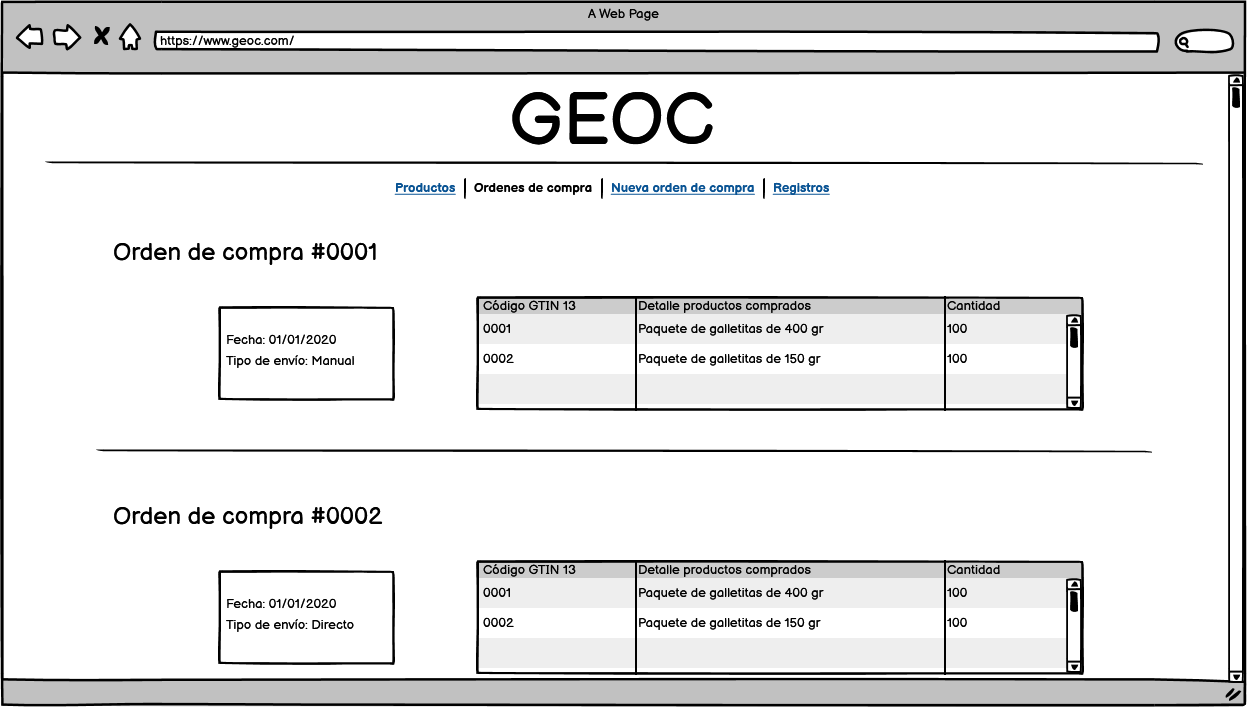 A Web Page
https://www.geoc.com/
GEOC
Productos | Ordenes de compra | Nueva orden de compra | Registros
Orden de compra #0001
Fecha: 01/01/2020
Tipo de envío: Manual
Código GTIN 13 Detalle productos comprados Cantidad
0001 Paquete de galletitas de 400 gr 100
0002 Paquete de galletitas de 150 gr 100
Orden de compra #0002
Fecha: 01/01/2020
Tipo de envío: Directo
Código GTIN 13 Detalle productos comprados Cantidad
0001 Paquete de galletitas de 400 gr 100
0002 Paquete de galletitas de 150 gr 100